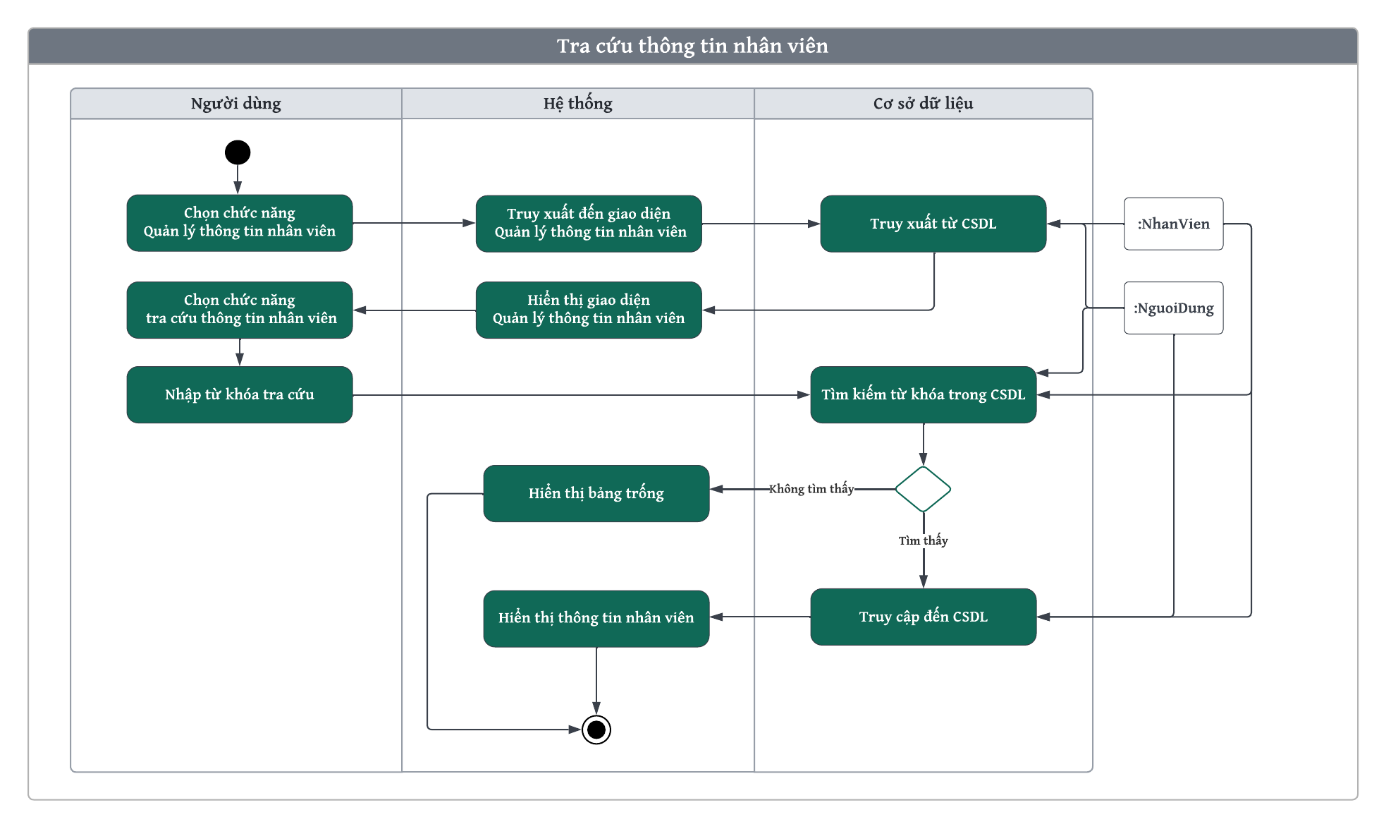 Tra cứu thông tin nhân viên
Người dùng
Hệ thống
Cơ sở dữ liệu
Chọn chức năng
Quản lý thông tin nhân viên
Truy xuất đến giao diện
Quản lý thông tin nhân viên
Truy xuất từ CSDL
:NhanVien
Chọn chức năng
tra cứu thông tin nhân viên
Hiển thị giao diện
Quản lý thông tin nhân viên
:NguoiDung
Nhập từ khóa tra cứu
Tìm kiếm từ khóa trong CSDL
Hiển thị bảng trống
Không tìm thấy
Tìm thấy
Hiển thị thông tin nhân viên
Truy cập đến CSDL